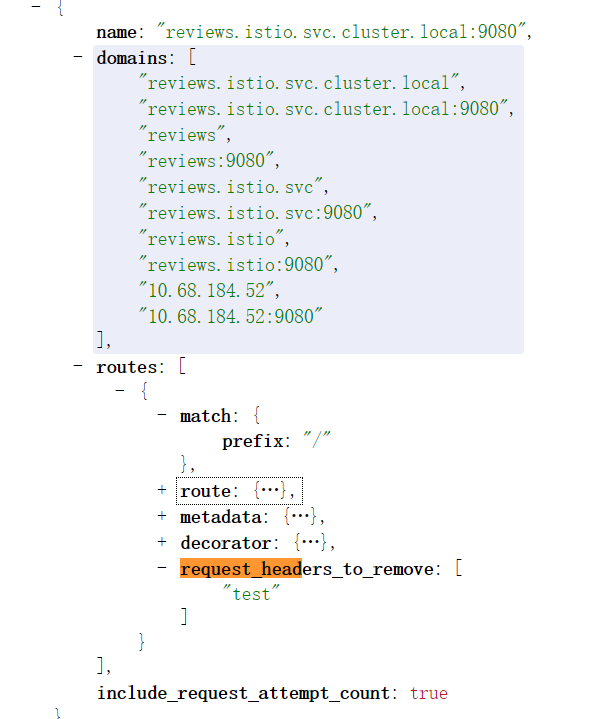 - {
name: "reviews.istio.svc.cluster.local:9080",
- domains: [
"reviews.istio.svc.cluster.local",
"reviews.istio.svc.cluster.local:9080",
"reviews",
"reviews:9080",
"reviews.istio.svc",
"reviews.istio.svc:9080",
"reviews.istio",
"reviews.istio:9080",
"10.68.184.52",
"10.68.184.52:9080"
],
- routes: [
- {
- match: {
prefix: "/"
},
+ route: {…},
+ metadata: {…},
+ decorator: {…},
- request_headers_to_remove: [
"test"
]
}
],
include_request_attempt_count: true
}